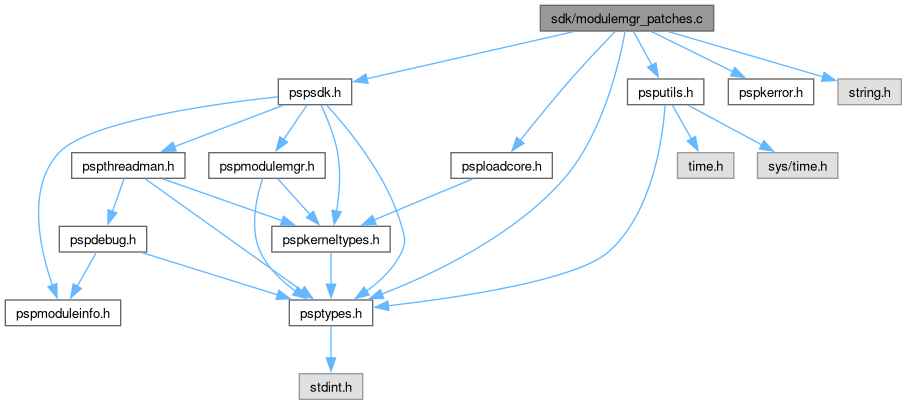 sdk/modulemgr_patches.c
pspsdk.h
psputils.h
pspkerror.h
string.h
pspthreadman.h
pspmodulemgr.h
psploadcore.h
time.h
sys/time.h
pspdebug.h
pspkerneltypes.h
pspmoduleinfo.h
psptypes.h
stdint.h